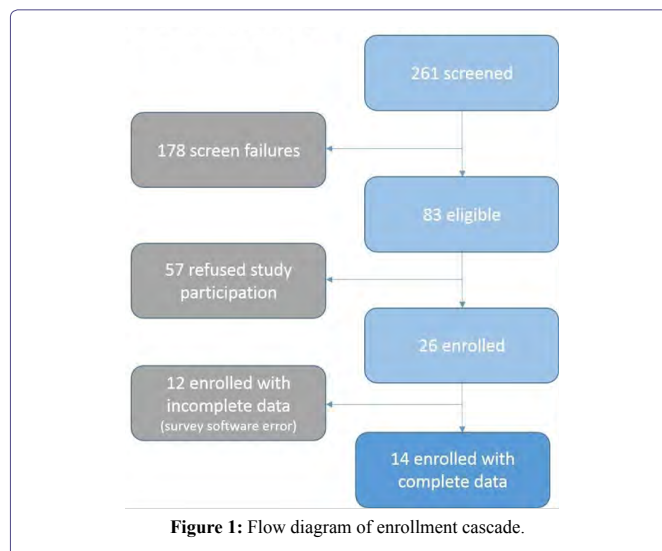 261 screened
178 screen failures
83 eligible
57 refused study
participation
26 enrolled
12 enrolled with
incomplete data
(survey software error)
14 enrolled with
complete data
Figure 1: Flow diagram of enrollment cascade.